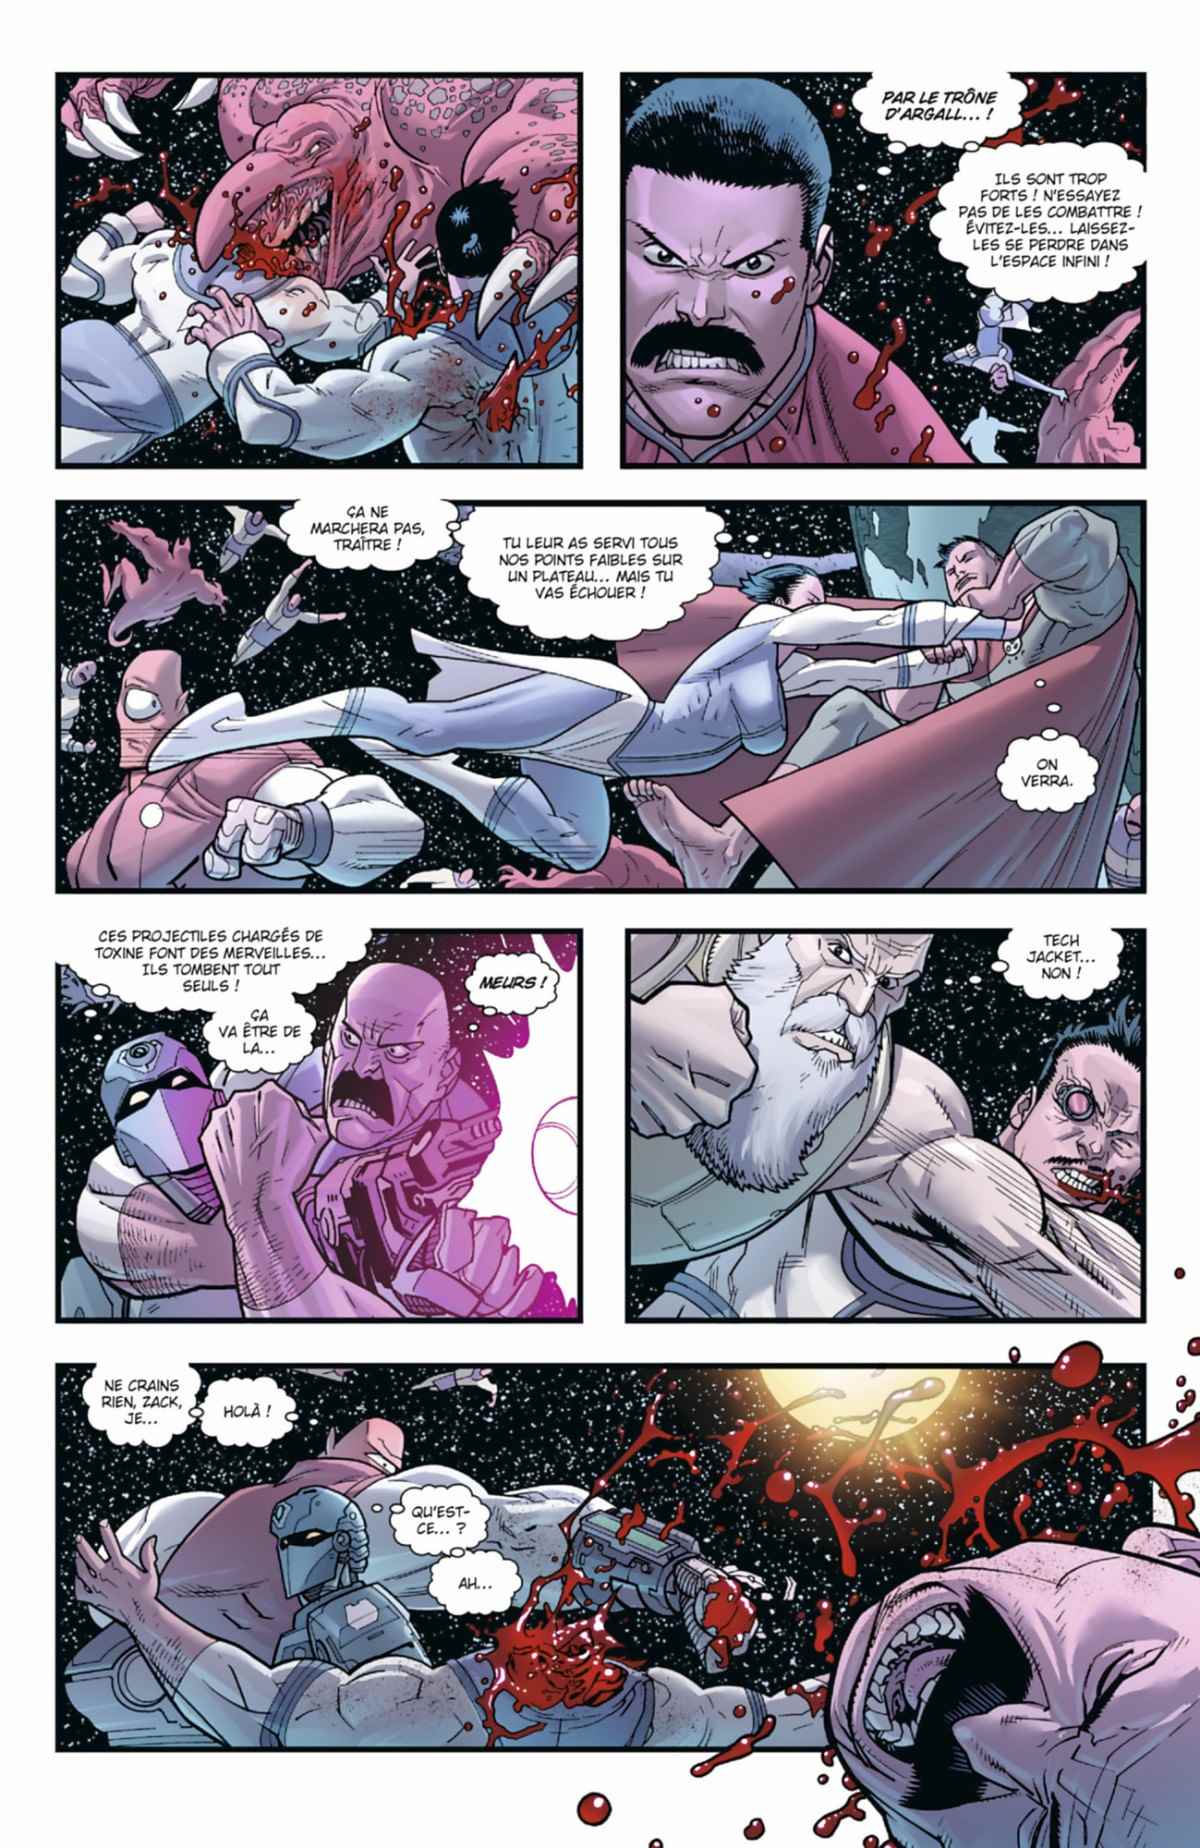 PAR LE TRÔNE
D'ARGALL... !
ILS SONT TROP
FORTS ! N'ESSAYEZ
PAS DE LES COMBATTRE !
ÉVITEZ-LES... LAISSEZ-
LES SE PERDRE DANS
L'ESPACE INFINI !
ÇA NE
MARCHERA PAS,
TRAÎTRE !
TU LEUR AS SERVI TOUS
NOS POINTS FAIBLES SUR
UN PLATEAU... MAIS TU
VAS ÉCHOUER !
ON
VERRA.
CES PROJECTILES CHARGÉS DE
TOXINE FONT DES MERVEILLES...
ILS TOMBENT TOUT
SEULS !
ÇA
VA ÊTRE DE
LA...
MEURS !
TECH
JACKET...
NON !
NE CRAINS
RIEN, ZACK,
JE...
HOLÀ !
QU'EST-
CE... ?
AH...